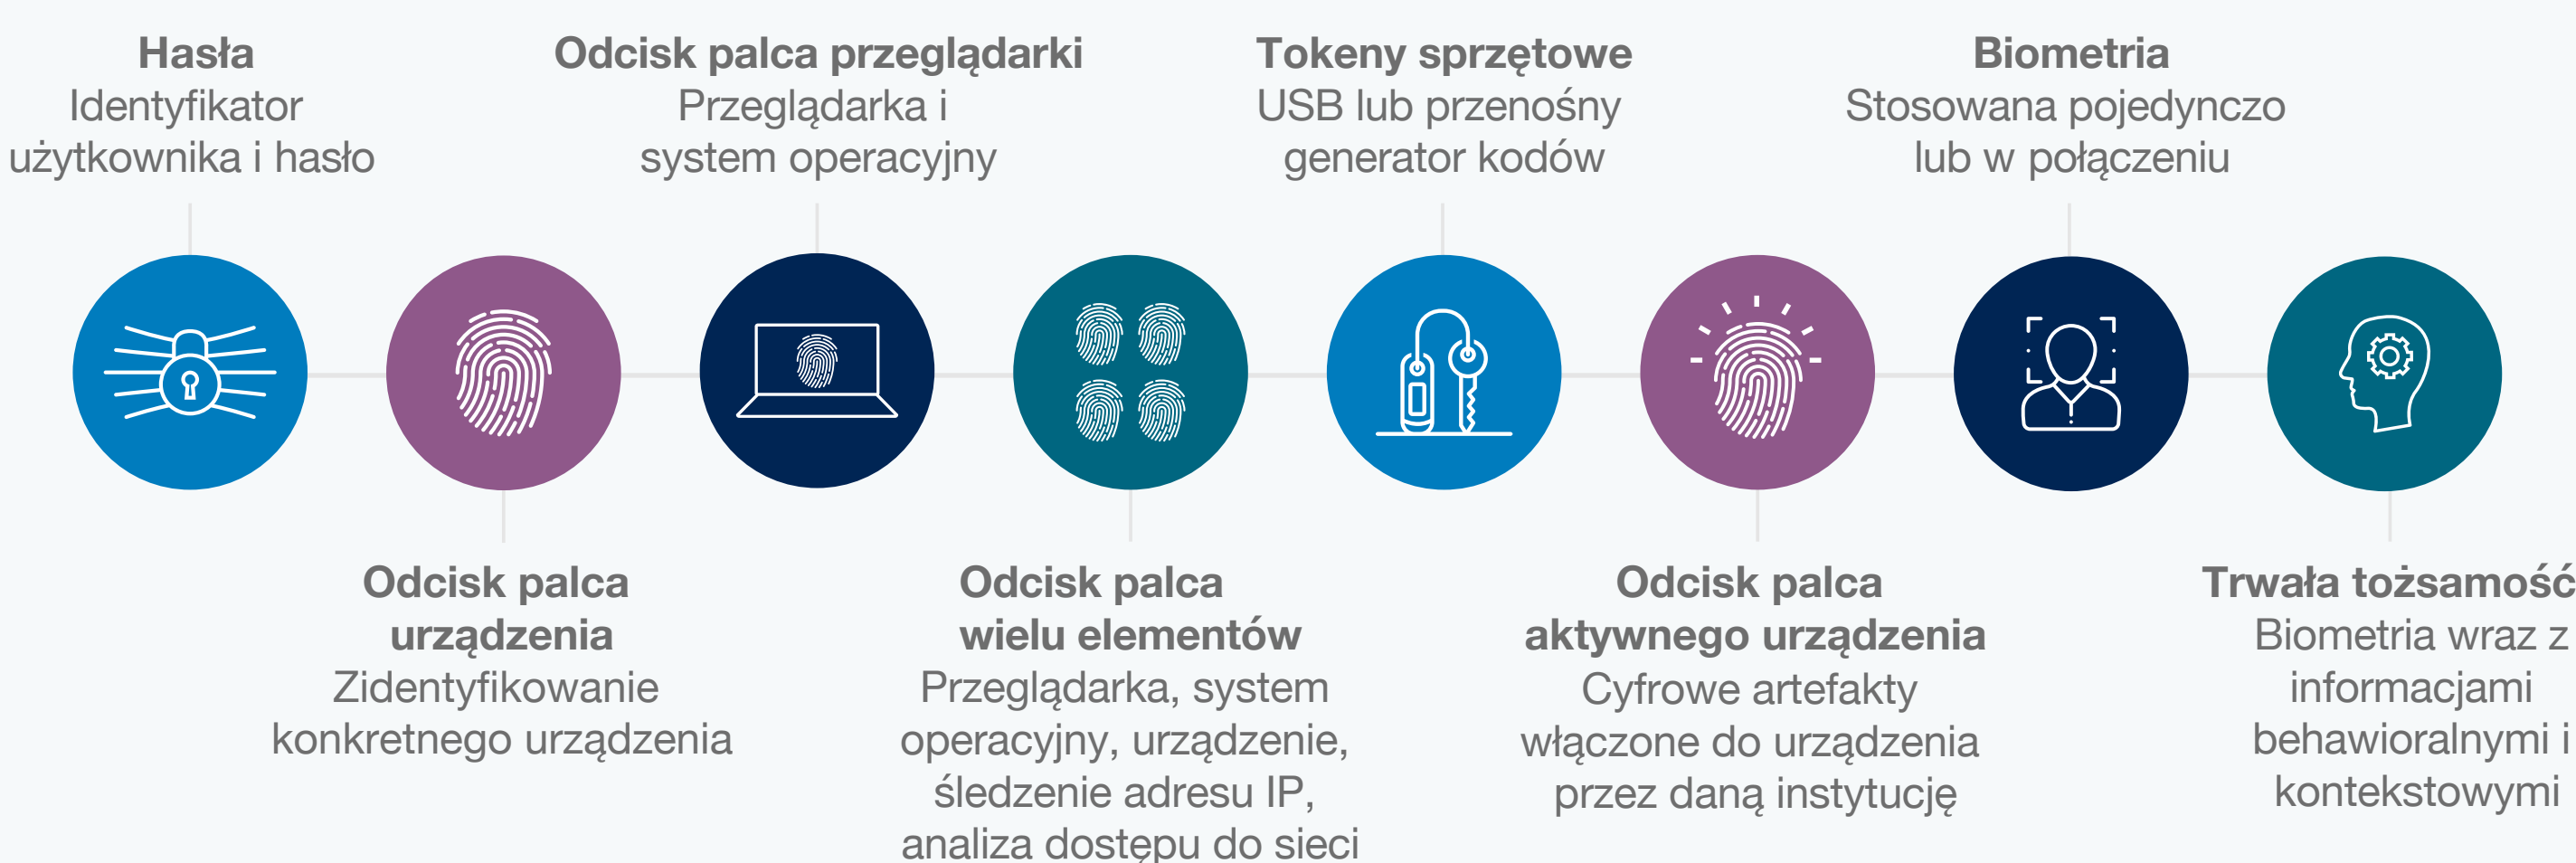 Hasła
Identyfikator
użytkownika i hasło
Odcisk palca
urządzenia
Zidentyfikowanie
konkretnego urządzenia
Odcisk palca przeglądarki
Przeglądarka i
system operacyjny
Odcisk palca
wielu elementów
Przeglądarka, system
operacyjny, urządzenie,
śledzenie adresu IP,
analiza dostępu do sieci
Tokeny sprzętowe
USB lub przenośny
generator kodów
Odcisk palca
aktywnego urządzenia
Cyfrowe artefakty
włączone do urządzenia
przez daną instytucję
Biometria
Stosowana pojedynczo
lub w połączeniu
Trwała tożsamość
Biometria wraz z
informacjami
behawioralnymi i
kontekstowymi